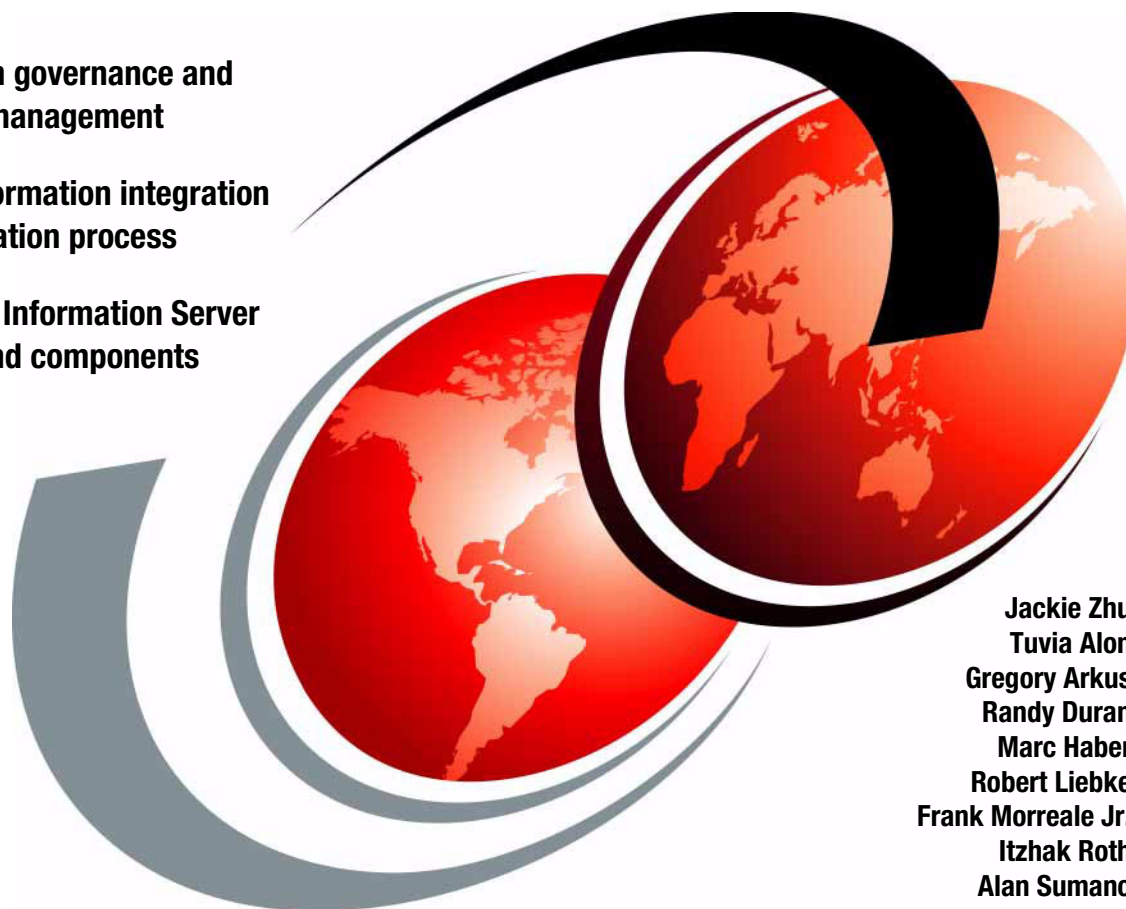 governance and
management
ormation integration
ation process
Information Server
nd components
Jackie Zhu
Tuvia Alon
Gregory Arkus
Randy Duran
Marc Haber
Robert Liebke
Frank Morreale Jr.
Itzhak Roth
Alan Sumano